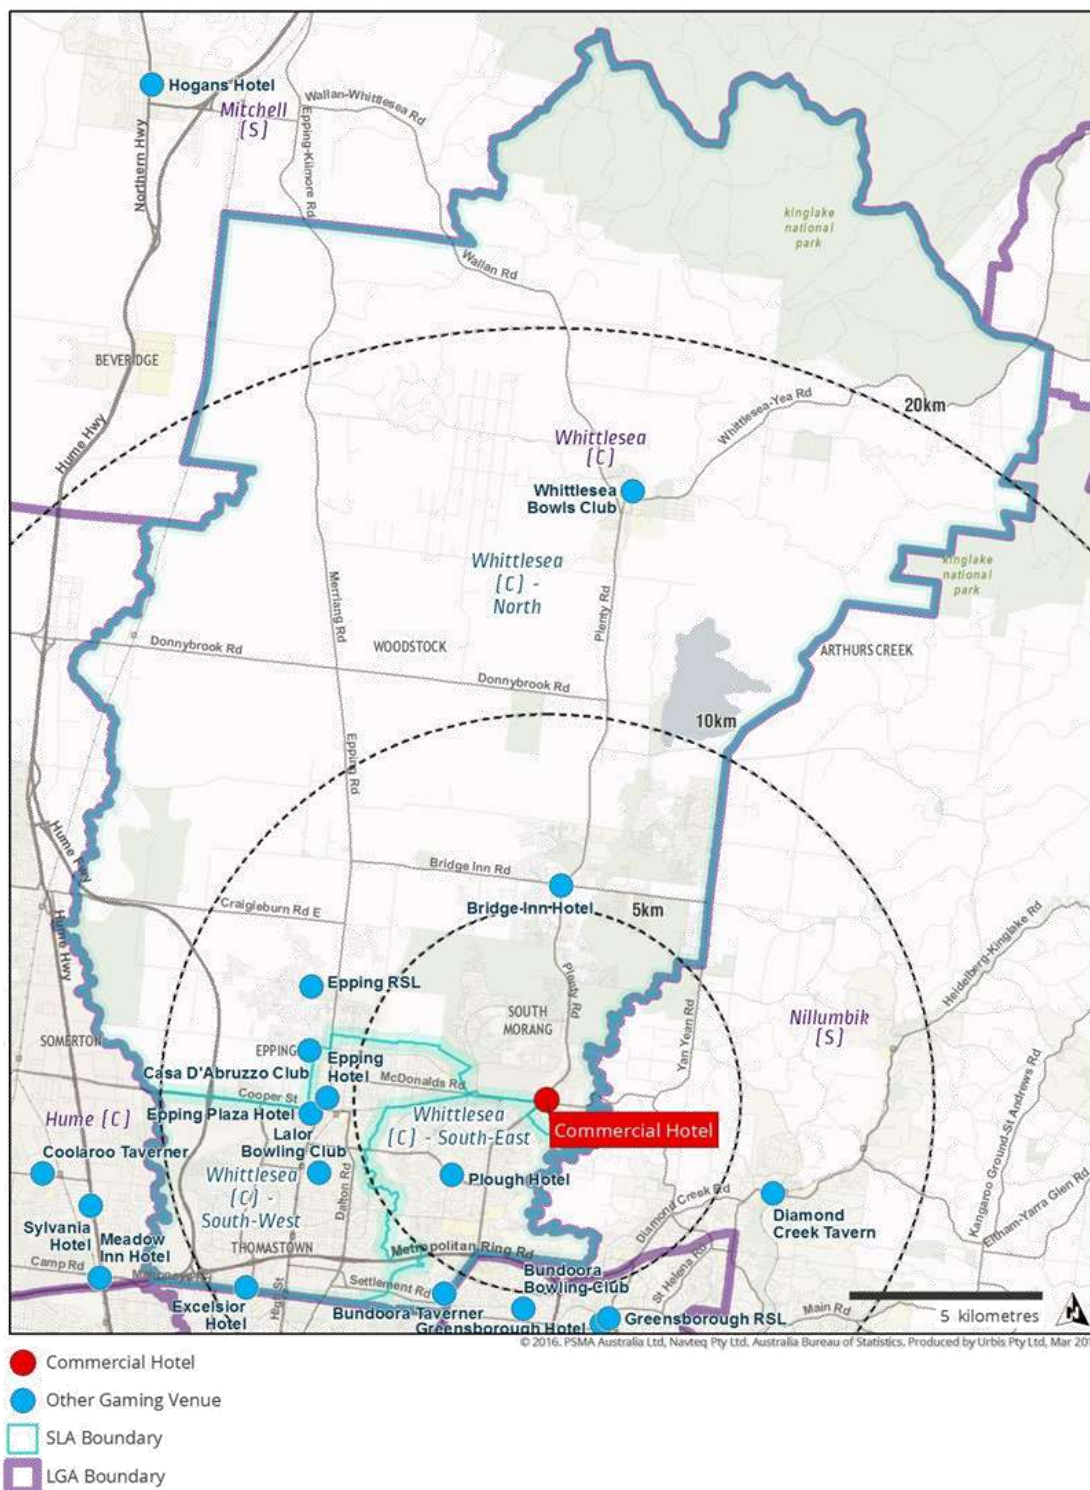 Hogans Hotel
Mitchell
[S]
Wallan-Whittlesea Rd
Northern Hwy
Epping-Kilmore Rd
kinglake
national
park
Wallan Rd
BEVERIDGE
Hume Hwy
20km
Whittlesea-Yea Rd
Whittlesea
[C]
Whittlesea
Bowls Club
Whittlesea
[C] -
North
kinglake
national
park
Merriang Rd
Plenty Rd
Donnybrook Rd
WOODSTOCK
ARTHURS CREEK
Donnybrook Rd
10km
Epping Rd
Hume Fwy
Bridge Inn Rd
Craigieburn Rd E
Bridge Inn Hotel
5km
Hume Hwy
Heidelberg-Kinglake Rd
Plenty Rd
Epping RSL
SOUTH
MORANG
Yan Yean Rd
Nillumbik
[S]
SOMERTON
EPPING
Epping
Hotel
Casa D'Abruzzo Club
McDonalds Rd
Cooper St
Hume [C]
Epping Plaza Hotel
Whittlesea
[C] - South-East
Commercial Hotel
Lalor
Bowling Club
Coolaroo Taverner
Whittlesea
[C] -
South-West
Dalton Rd
Plough Hotel
Kangaroo Ground-St Andrews Rd
Eltham-Yarra Glen Rd
Diamond Creek Rd
Diamond
Creek Tavern
Sylvania
Hotel
Meadow
Inn Hotel
THOMASTOWN
Metropolitan Ring Rd
Camp Rd
Mahoneys Rd
High St
Settlement Rd
Bundoora
Bowling Club
St Helena Rd
Excelsior
Hotel
Bundoora Taverner
Greensborough Hotel
Greensborough RSL
Main Rd
5 kilometres
N
© 2016. PSMA Australia Ltd, Navteq Pty Ltd, Australia Bureau of Statistics. Produced by Urbis Pty Ltd, Mar 201
Commercial Hotel
Other Gaming Venue
SLA Boundary
LGA Boundary